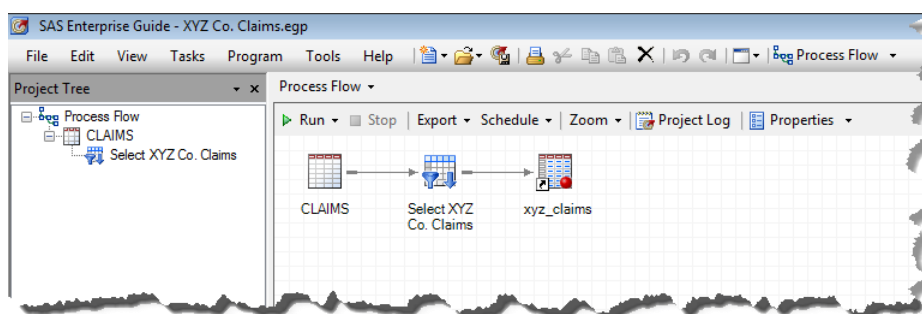 SAS Enterprise Guide - XYZ Co. Claims.egp
File Edit View Tasks Program Tools Help Process Flow
Project Tree
Process Flow
Process Flow
CLAIMS
Select XYZ Co. Claims
Run Stop Export Schedule Zoom Project Log Properties
CLAIMS
Select XYZ
Co. Claims
xyz_claims